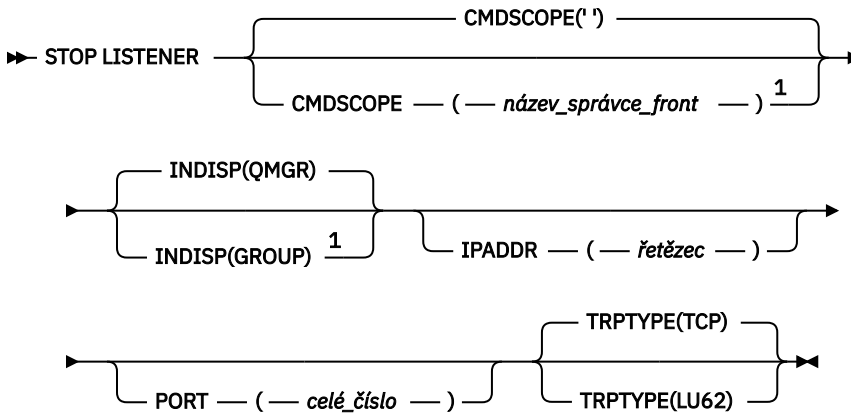 CMDSCOPE(' ')
STOP LISTENER
CMDSCOPE ( název_správce_front ) 1
INDISP(QMGR)
INDISP(GROUP) 1
IPADDR ( řetězec )
TRPTYPE(TCP)
PORT ( celé_číslo )
TRPTYPE(LU62)